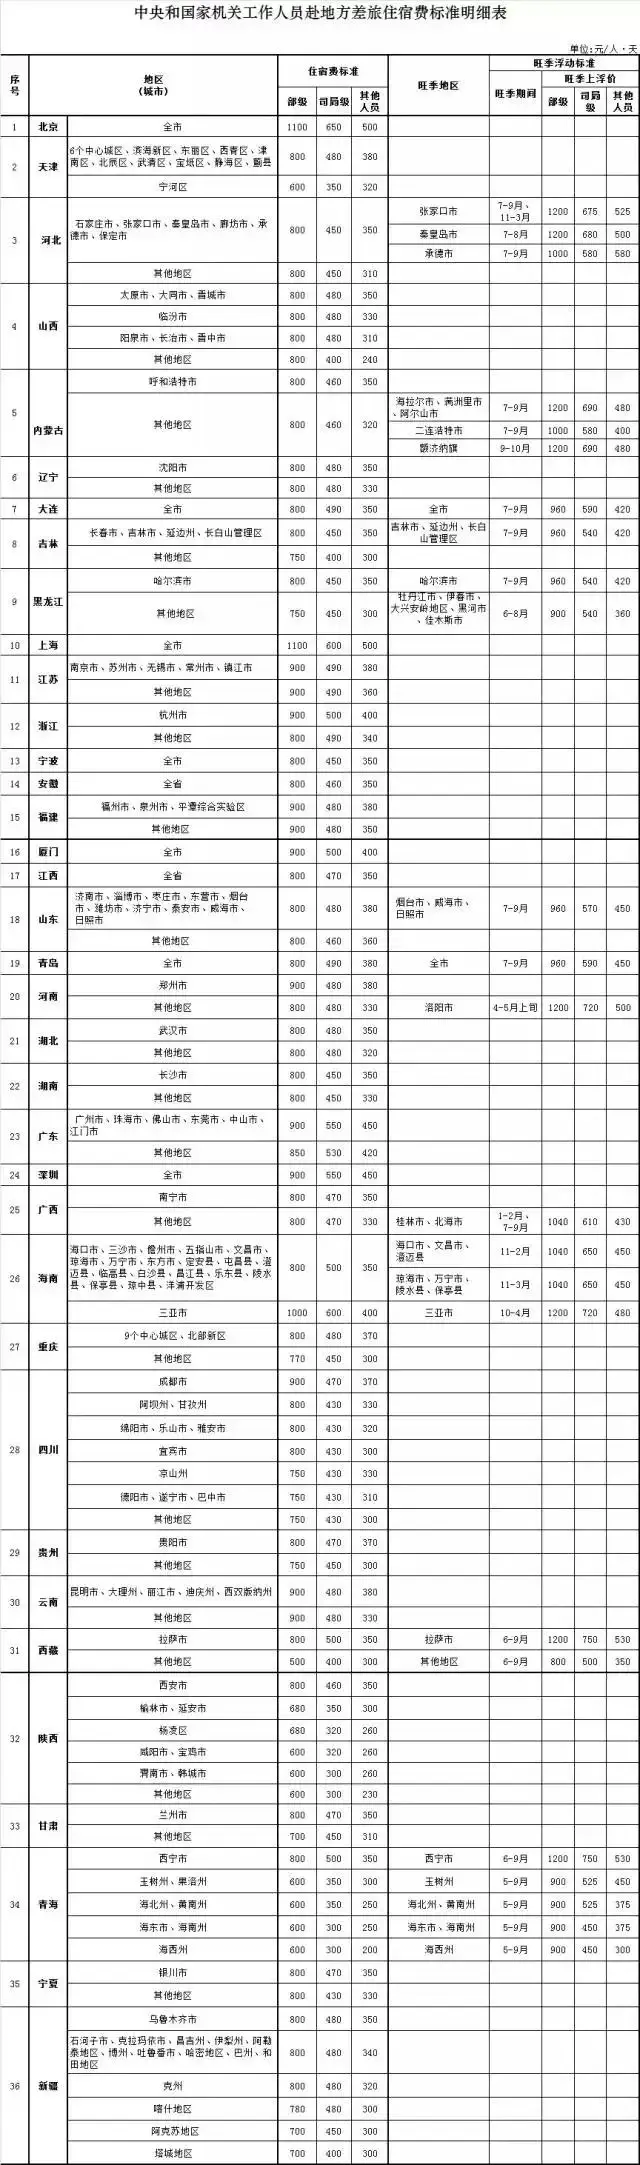 中央和国家机关工作人员赴地方差旅住宿费标准明细表
单位:元/人·天
序号 地区(城市) 住宿费标准 旺季地区 旺季浮动标准
旺季期间 旺季上浮价
部级 司局级 其他人员 部级 司局级 其他人员
1 北京 全市 1100 650 500
2 天津 6个中心城区、滨海新区、东丽区、西青区、津南区、北辰区、武清区、宝坻区、静海区、蓟县 800 480 380
宁河区 600 350 320
3 河北 石家庄市、张家口市、秦皇岛市、廊坊市、承德市、保定市 800 450 350 张家口市 7-9月、11-3月 1200 675 525
秦皇岛市 7-8月 1200 680 500
承德市 7-9月 1000 580 580
其他地区 800 450 310
4 山西 太原市、大同市、晋城市 800 480 350
临汾市 800 480 330
阳泉市、长治市、晋中市 800 480 310
其他地区 800 400 240
5 内蒙古 呼和浩特市 800 460 350
其他地区 800 460 320 海拉尔市、满洲里市、阿尔山市 7-9月 1200 690 480
二连浩特市 7-9月 1000 580 400
额济纳旗 9-10月 1200 690 480
6 辽宁 沈阳市 800 480 350
其他地区 800 480 330
7 大连 全市 800 490 350 全市 7-9月 960 590 420
8 吉林 长春市、吉林市、延边州、长白山管理区 800 450 350 吉林市、延边州、长白山管理区 7-9月 960 540 420
其他地区 750 400 300
9 黑龙江 哈尔滨市 800 450 350 哈尔滨市 7-9月 960 540 420
其他地区 750 450 300 牡丹江市、伊春市、大兴安岭地区、黑河市、佳木斯市 6-8月 900 540 360
10 上海 全市 1100 600 500
11 江苏 南京市、苏州市、无锡市、常州市、镇江市 900 490 380
其他地区 900 490 360
12 浙江 杭州市 900 500 400
其他地区 800 490 340
13 宁波 全市 800 450 350
14 安徽 全省 800 460 350
15 福建 福州市、泉州市、平潭综合实验区 900 480 380
其他地区 900 480 350
16 厦门 全市 900 500 400
17 江西 全省 800 470 350
18 山东 济南市、淄博市、枣庄市、东营市、烟台市、潍坊市、济宁市、泰安市、威海市、日照市 800 480 380 烟台市、威海市、日照市 7-9月 960 570 450
其他地区 800 460 360
19 青岛 全市 800 490 380 全市 7-9月 960 590 450
20 河南 郑州市 900 480 380
其他地区 800 480 330 洛阳市 4-5月上旬 1200 720 500
21 湖北 武汉市 800 480 350
其他地区 800 480 320
22 湖南 长沙市 800 450 350
其他地区 800 450 330
23 广东 广州市、珠海市、佛山市、东莞市、中山市、江门市 900 550 450
其他地区 850 530 420
24 深圳 全市 900 550 450
25 广西 南宁市 800 470 350
其他地区 800 470 330 桂林市、北海市 1-2月、7-9月 1040 610 430
26 海南 海口市、三沙市、儋州市、五指山市、文昌市、琼海市、万宁市、东方市、定安县、屯昌县、澄迈县、临高县、白沙县、昌江县、乐东县、陵水县、保亭县、琼中县、洋浦开发区 800 500 350 海口市、文昌市、澄迈县 11-2月 1040 650 450
琼海市、万宁市、陵水县、保亭县 11-3月 1040 650 450
三亚市 1000 600 400 三亚市 10-4月 1200 720 480
27 重庆 9个中心城区、北部新区 800 480 370
其他地区 770 450 300
28 四川 成都市 900 470 370
阿坝州、甘孜州 800 430 330
绵阳市、乐山市、雅安市 800 430 320
宜宾市 800 430 300
凉山州 750 430 330
德阳市、遂宁市、巴中市 750 430 310
其他地区 750 430 300
29 贵州 贵阳市 800 470 370
其他地区 750 450 300
30 云南 昆明市、大理州、丽江市、迪庆州、西双版纳州 900 480 380
其他地区 900 480 330
31 西藏 拉萨市 800 500 350 拉萨市 6-9月 1200 750 530
其他地区 500 400 300 其他地区 6-9月 800 500 350
32 陕西 西安市 800 460 350
榆林市、延安市 680 350 300
杨凌区 680 320 260
咸阳市、宝鸡市 600 320 260
渭南市、韩城市 600 300 260
其他地区 600 300 230
33 甘肃 兰州市 800 470 350
其他地区 700 450 310
34 青海 西宁市 800 500 350 西宁市 6-9月 1200 750 530
玉树州、果洛州 600 350 300 玉树州 5-9月 900 525 450
海北州、黄南州 600 350 250 海北州、黄南州 5-9月 900 525 375
海东市、海南州 600 300 250 海东市、海南州 5-9月 900 450 375
海西州 600 300 200 海西州 5-9月 900 450 300
35 宁夏 银川市 800 470 350
其他地区 800 430 330
36 新疆 乌鲁木齐市 800 480 350
石河子市、克拉玛依市、昌吉州、伊犁州、阿勒泰地区、博州、吐鲁番市、哈密地区、巴州、和田地区 800 480 340
克州 800 480 320
喀什地区 780 480 300
阿克苏地区 700 450 300
塔城地区 700 400 300